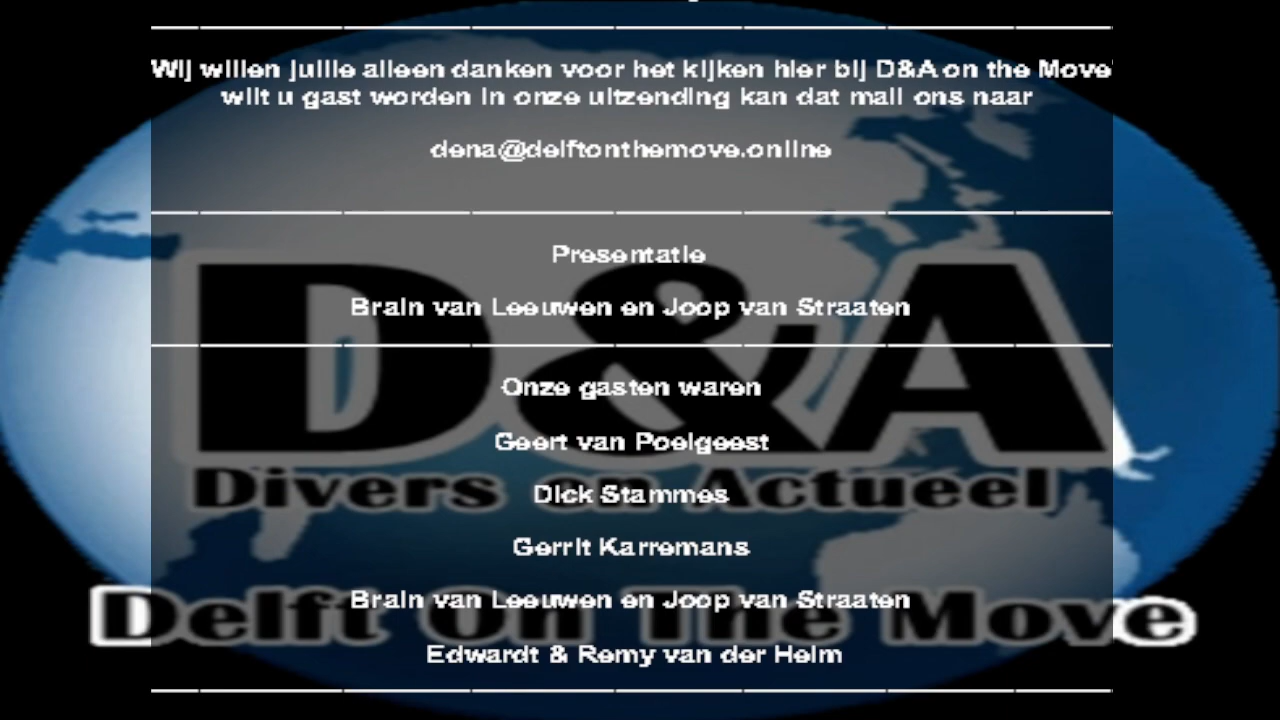 Wij willen jullie alleen danken voor het kijken hier bij D&A on the Move
wilt u gast worden in onze uitzending kan dat mail ons naar
dena@delftonthemove.online
Presentatie
Brain van Leeuwen en Joop van Straaten
Onze gasten waren
Geert van Poelgeest
Dick Stammes
Gerrit Karremans
Brain van Leeuwen en Joop van Straaten
Edwardt & Remy van der Helm
D&A
Divers en Actueel
Delft On The Move